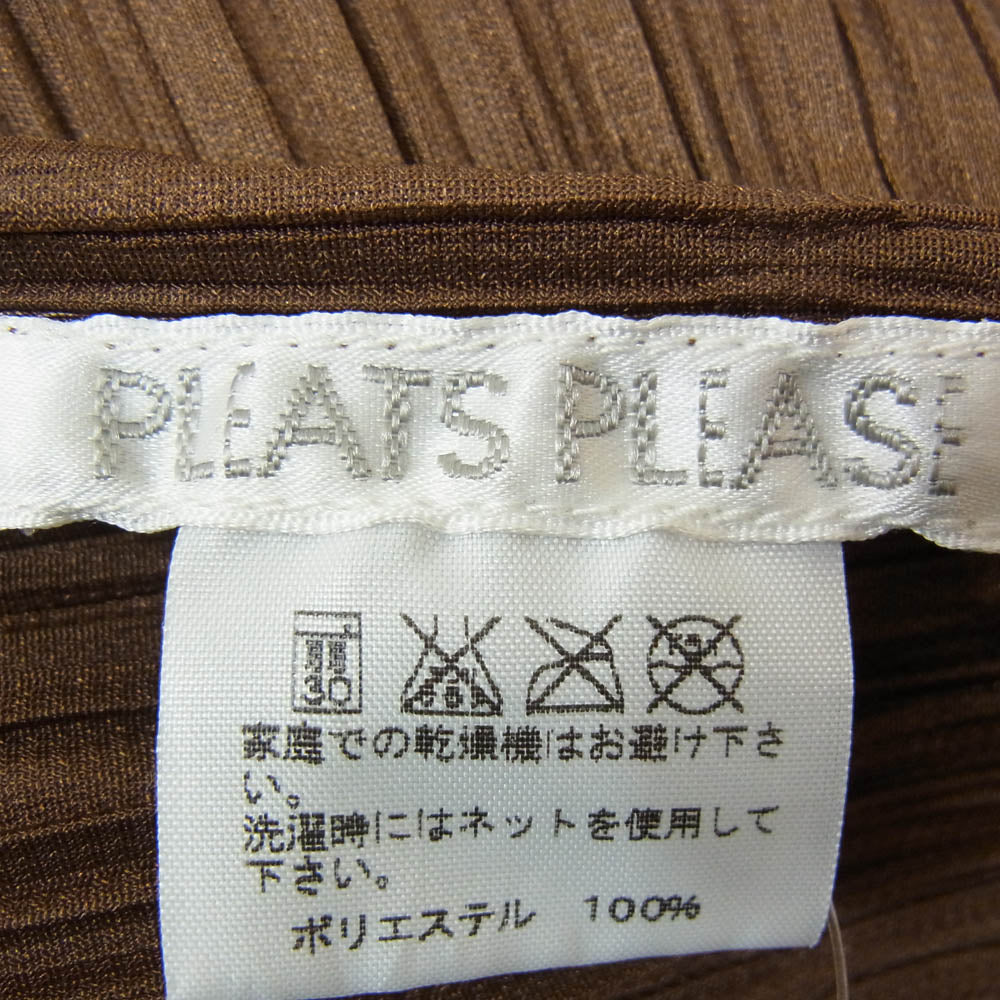 PLEATS PLEASE
家庭での乾燥機はお避け下さ
い。
洗濯時にはネットを使用して
下さい。
ポリエステル 100%